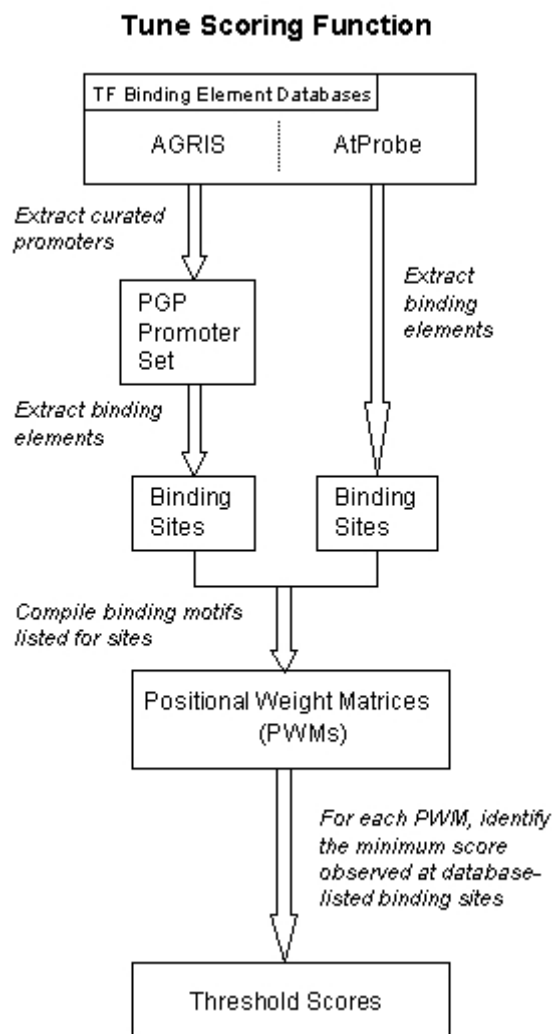 Tune Scoring Function
TF Binding Element Databases
AGRIS
AtProbe
Extract curated
promoters
PGP
Promoter
Set
Extract
binding
elements
Extract binding
elements
Binding
Sites
Binding
Sites
Compile binding motifs
listed for sites
Positional Weight Matrices
(PWMs)
For each PWM, identify
the minimum score
observed at database-
listed binding sites
Threshold Scores